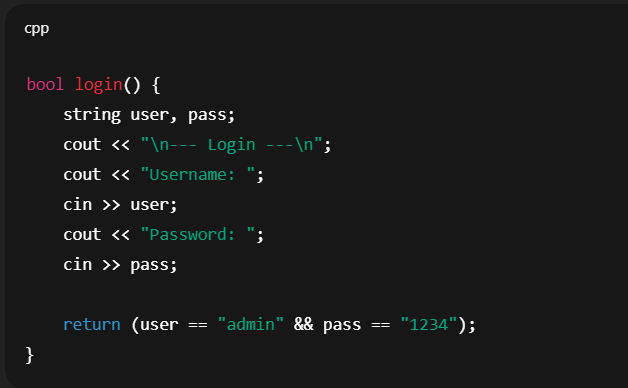 cpp
bool login() {
    string user, pass;
    cout << "\n--- Login ---\n";
    cout << "Username: ";
    cin >> user;
    cout << "Password: ";
    cin >> pass;
    return (user == "admin" && pass == "1234");
}